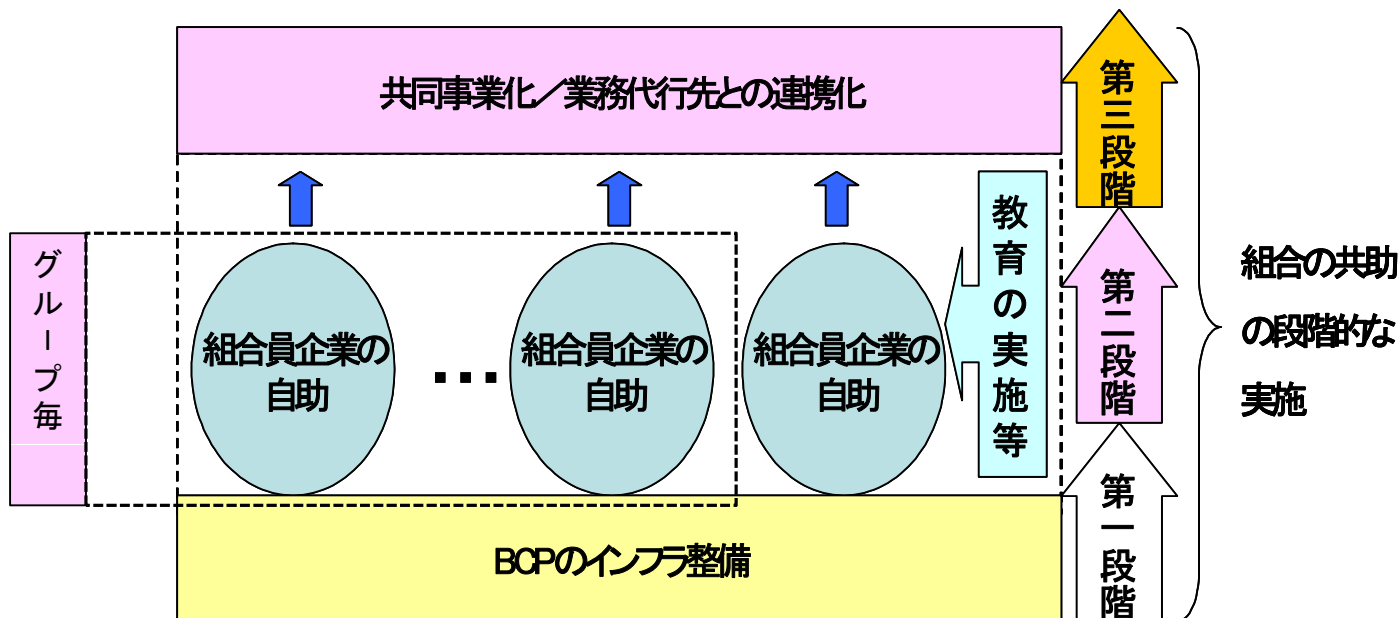 共同事業化／業務代行先との連携化
第三段階
グループ毎
組合員企業の
自助
…
組合員企業の
自助
組合員企業の
自助
教育の実施等
第二段階
組合の共助
の段階的な
実施
BCPのインフラ整備
第一段階